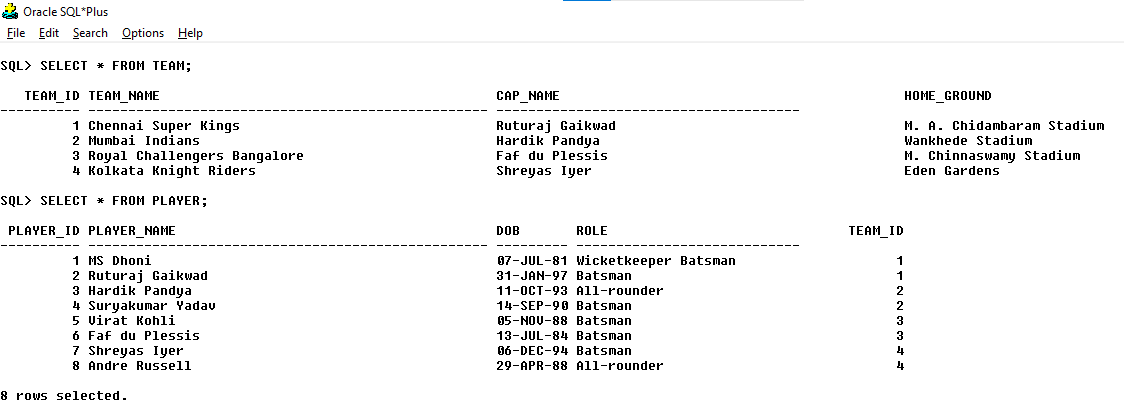 Oracle SQL*Plus
File Edit Search Options Help
SQL> SELECT * FROM TEAM;
TEAM_ID TEAM_NAME CAP_NAME HOME_GROUND
---------- -------------------------------------------------- -------------------------------------- 
1 Chennai Super Kings Ruturaj Gaikwad M. A. Chidambaram Stadium
2 Mumbai Indians Hardik Pandya Wankhede Stadium
3 Royal Challengers Bangalore Faf du Plessis M. Chinnaswamy Stadium
4 Kolkata Knight Riders Shreyas Iyer Eden Gardens
SQL> SELECT * FROM PLAYER;
PLAYER_ID PLAYER_NAME DOB ROLE TEAM_ID
---------- -------------------------------------------------- --------- ----------------------------
1 MS Dhoni 07-JUL-81 Wicketkeeper Batsman 1
2 Ruturaj Gaikwad 31-JAN-97 Batsman 1
3 Hardik Pandya 11-OCT-93 All-rounder 2
4 Suryakumar Yadav 14-SEP-90 Batsman 2
5 Virat Kohli 05-NOV-88 Batsman 3
6 Faf du Plessis 13-JUL-84 Batsman 3
7 Shreyas Iyer 06-DEC-94 Batsman 4
8 Andre Russell 29-APR-88 All-rounder 4
8 rows selected.